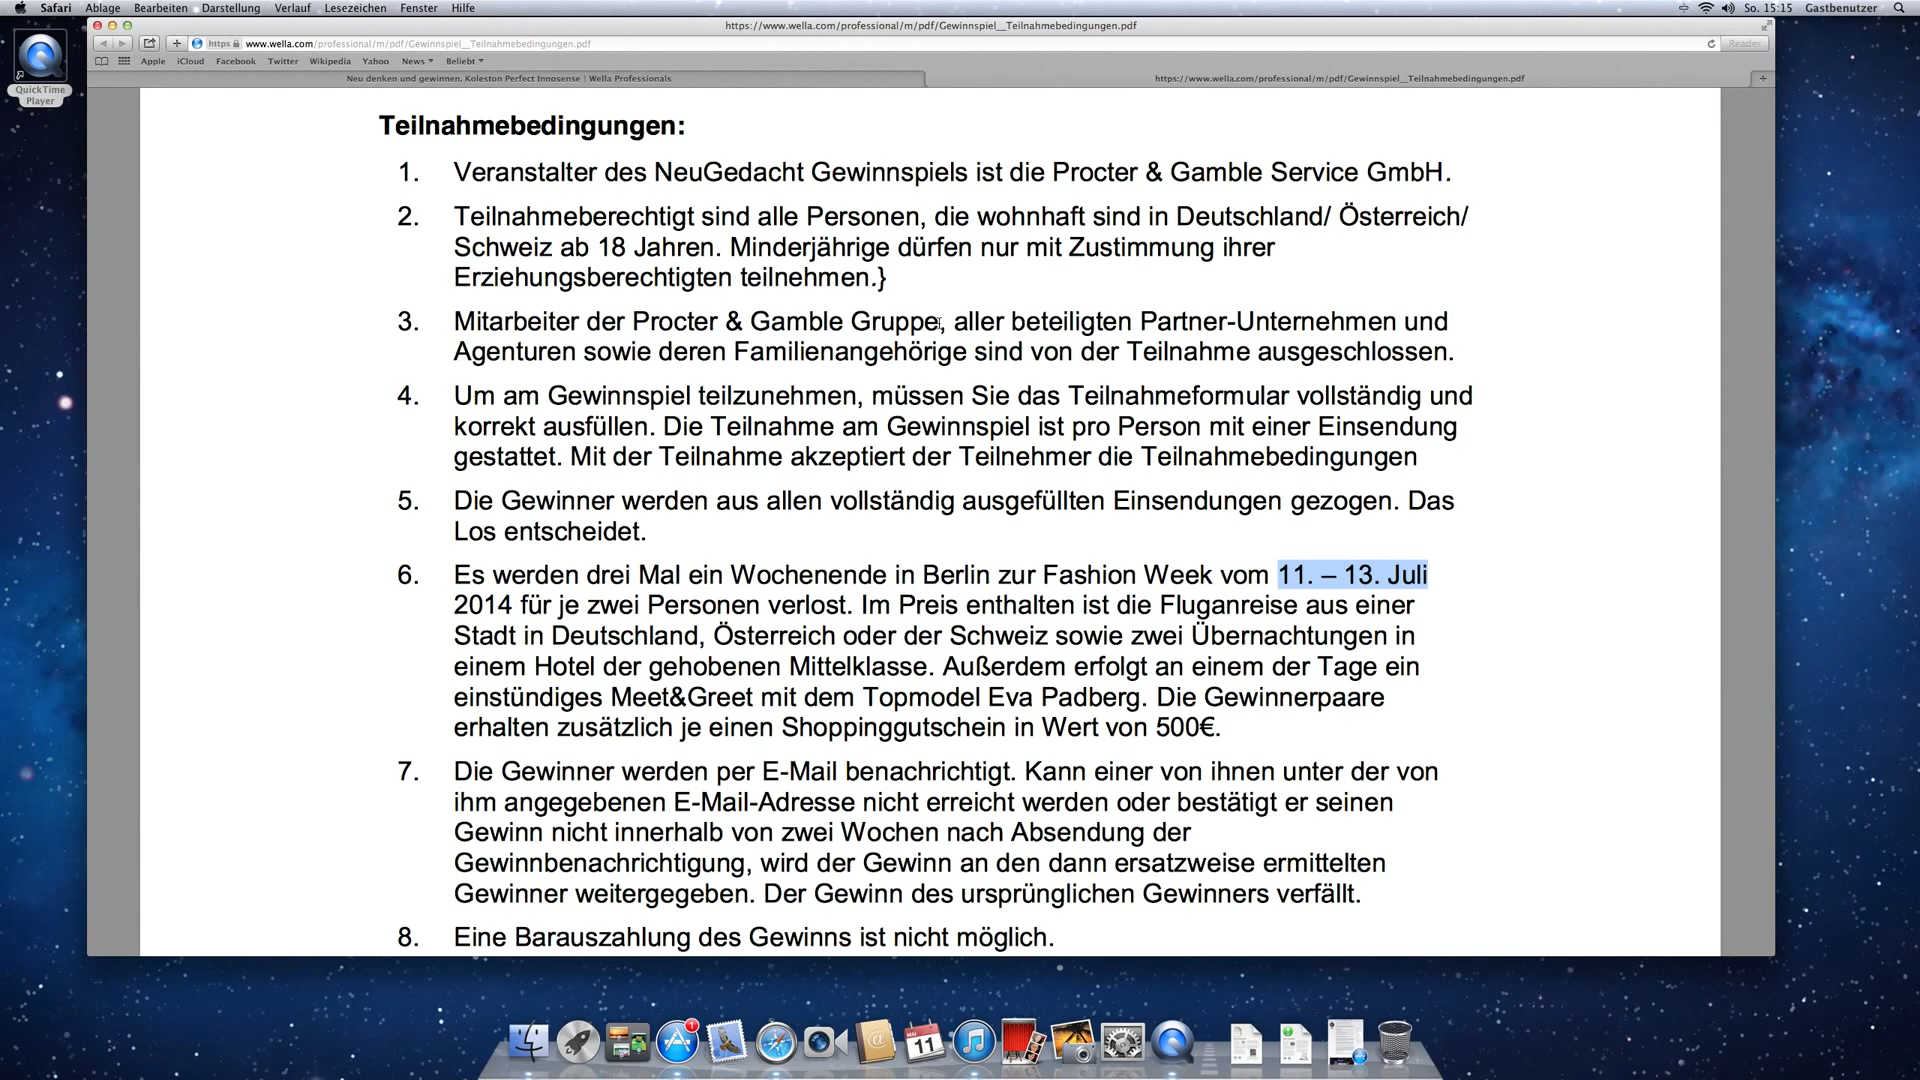 Safari Ablage Bearbeiten Darstellung Verlauf Lesezeichen Fenster Hilfe So. 15:15 Gastbenutzer
https://www.wella.com/professional/m/pdf/Gewinnspiel__Teilnahmebedingungen.pdf
https www.wella.com/professional/m/pdf/Gewinnspiel__Teilnahmebedingungen.pdf Reader
Apple iCloud Facebook Twitter Wikipedia Yahoo News Beliebt
Neu denken und gewinnen. Koleston Perfect Innosense | Wella Professionals https://www.wella.com/professional/m/pdf/Gewinnspiel__Teilnahmebedingungen.pdf
QuickTime
Player
Teilnahmebedingungen:
1. Veranstalter des NeuGedacht Gewinnspiels ist die Procter & Gamble Service GmbH.
2. Teilnahmeberechtigt sind alle Personen, die wohnhaft sind in Deutschland/ Österreich/
Schweiz ab 18 Jahren. Minderjährige dürfen nur mit Zustimmung ihrer
Erziehungsberechtigten teilnehmen.}
3. Mitarbeiter der Procter & Gamble Gruppe, aller beteiligten Partner-Unternehmen und
Agenturen sowie deren Familienangehörige sind von der Teilnahme ausgeschlossen.
4. Um am Gewinnspiel teilzunehmen, müssen Sie das Teilnahmeformular vollständig und
korrekt ausfüllen. Die Teilnahme am Gewinnspiel ist pro Person mit einer Einsendung
gestattet. Mit der Teilnahme akzeptiert der Teilnehmer die Teilnahmebedingungen
5. Die Gewinner werden aus allen vollständig ausgefüllten Einsendungen gezogen. Das
Los entscheidet.
6. Es werden drei Mal ein Wochenende in Berlin zur Fashion Week vom 11. – 13. Juli
2014 für je zwei Personen verlost. Im Preis enthalten ist die Fluganreise aus einer
Stadt in Deutschland, Österreich oder der Schweiz sowie zwei Übernachtungen in
einem Hotel der gehobenen Mittelklasse. Außerdem erfolgt an einem der Tage ein
einstündiges Meet&Greet mit dem Topmodel Eva Padberg. Die Gewinnerpaare
erhalten zusätzlich je einen Shoppinggutschein in Wert von 500€.
7. Die Gewinner werden per E-Mail benachrichtigt. Kann einer von ihnen unter der von
ihm angegebenen E-Mail-Adresse nicht erreicht werden oder bestätigt er seinen
Gewinn nicht innerhalb von zwei Wochen nach Absendung der
Gewinnbenachrichtigung, wird der Gewinn an den dann ersatzweise ermittelten
Gewinner weitergegeben. Der Gewinn des ursprünglichen Gewinners verfällt.
8. Eine Barauszahlung des Gewinns ist nicht möglich.
1
MAI
11